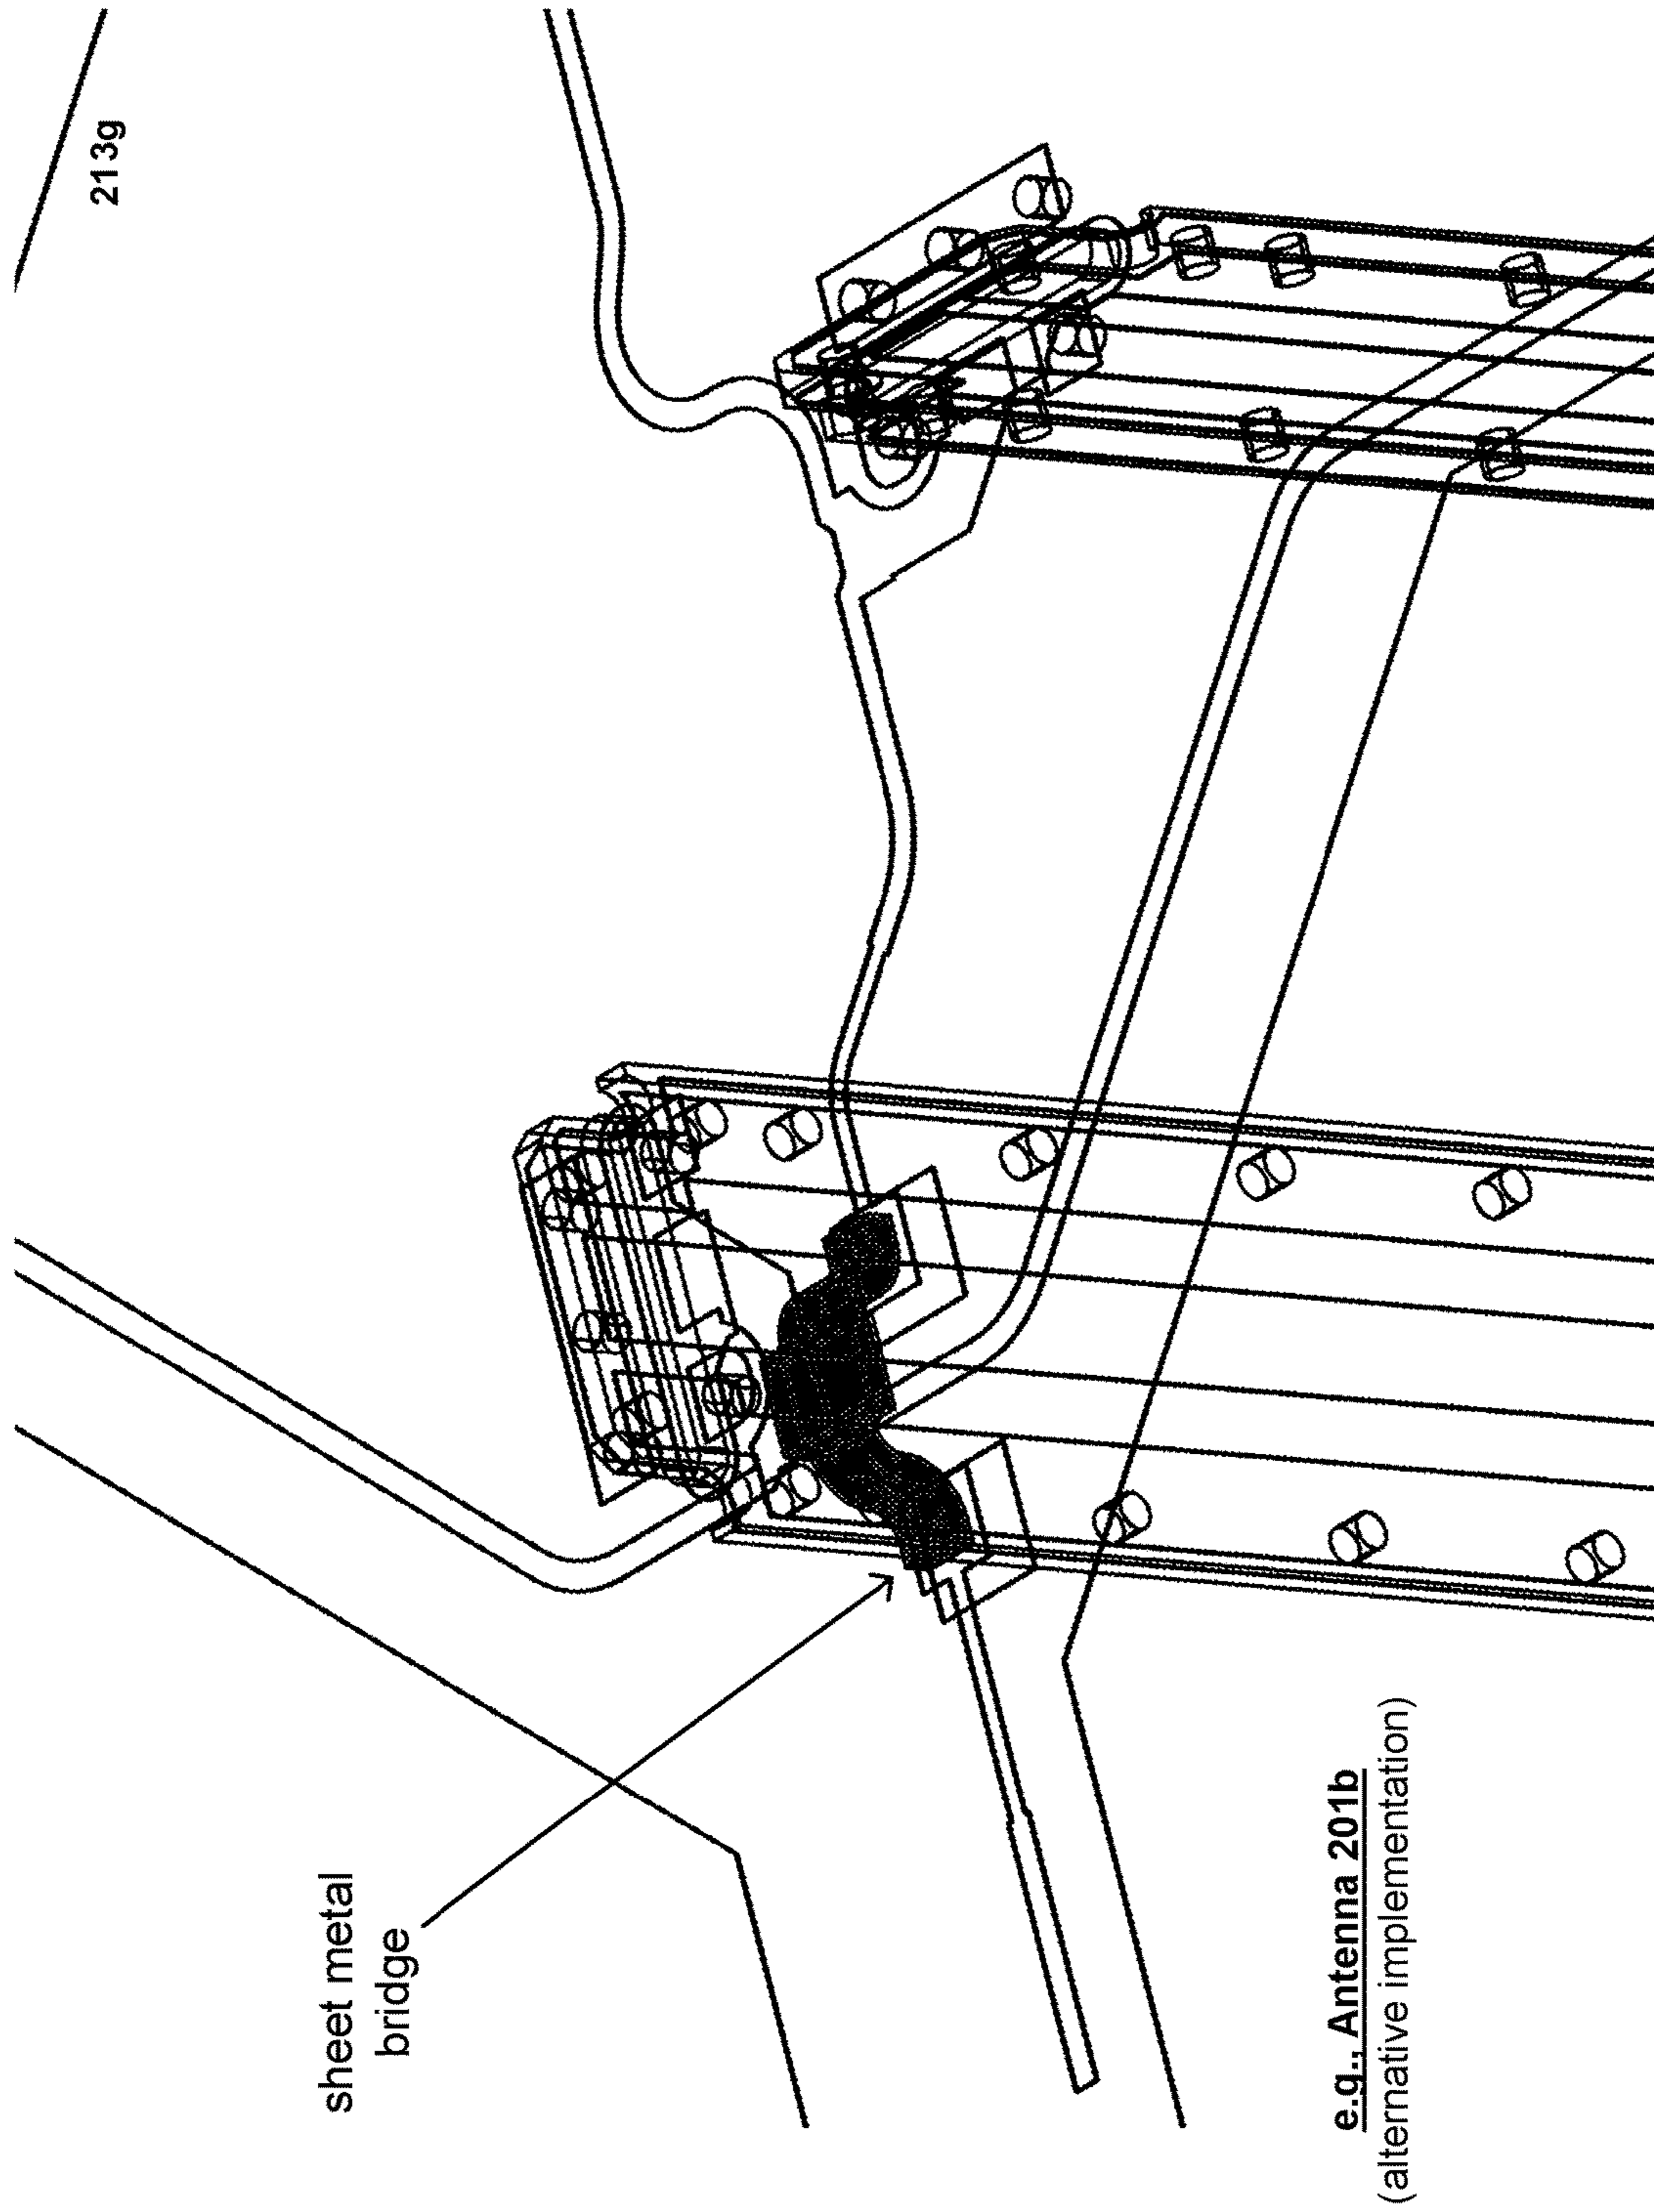 213g
sheet metal
bridge
e.g., Antenna 201b
(alternative implementation)